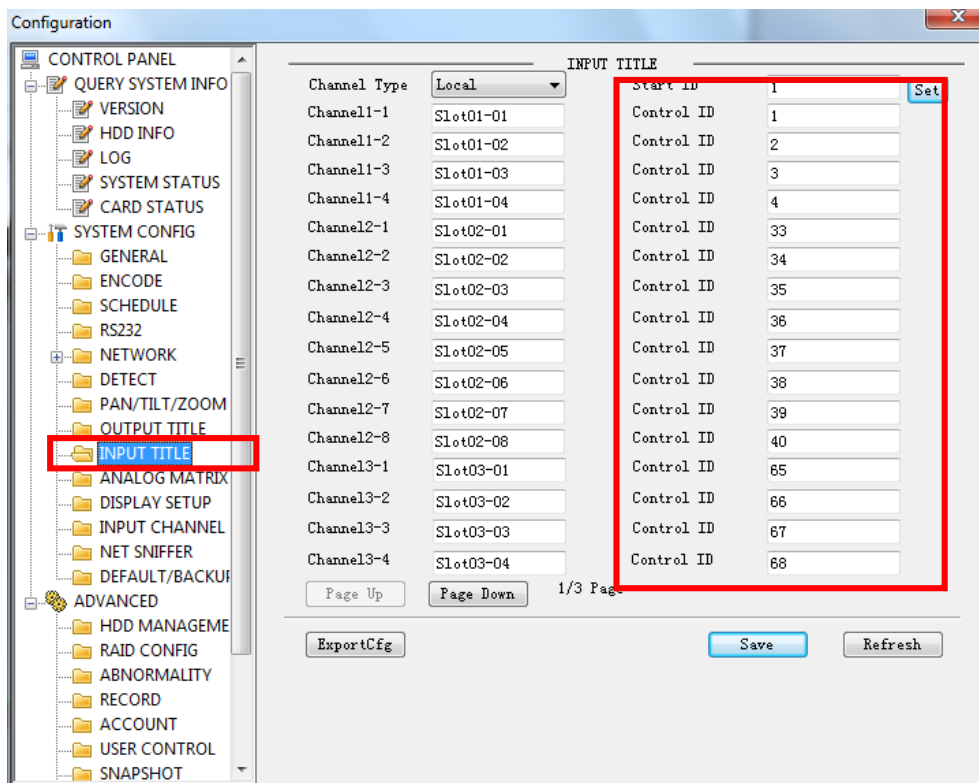 Configuration
x
CONTROL PANEL
QUERY SYSTEM INFO
VERSION
HDD INFO
LOG
SYSTEM STATUS
CARD STATUS
SYSTEM CONFIG
GENERAL
ENCODE
SCHEDULE
RS232
NETWORK
DETECT
PAN/TILT/ZOOM
OUTPUT TITLE
INPUT TITLE
ANALOG MATRIX
DISPLAY SETUP
INPUT CHANNEL
NET SNIFFER
DEFAULT/BACKUP
ADVANCED
HDD MANAGEME
RAID CONFIG
ABNORMALITY
RECORD
ACCOUNT
USER CONTROL
SNAPSHOT
INPUT TITLE
Channel Type Local Start ID 1 Set
Channel1-1 Slot01-01 Control ID 1
Channel1-2 Slot01-02 Control ID 2
Channel1-3 Slot01-03 Control ID 3
Channel1-4 Slot01-04 Control ID 4
Channel2-1 Slot02-01 Control ID 33
Channel2-2 Slot02-02 Control ID 34
Channel2-3 Slot02-03 Control ID 35
Channel2-4 Slot02-04 Control ID 36
Channel2-5 Slot02-05 Control ID 37
Channel2-6 Slot02-06 Control ID 38
Channel2-7 Slot02-07 Control ID 39
Channel2-8 Slot02-08 Control ID 40
Channel3-1 Slot03-01 Control ID 65
Channel3-2 Slot03-02 Control ID 66
Channel3-3 Slot03-03 Control ID 67
Channel3-4 Slot03-04 Control ID 68
Page Up Page Down 1/3 Page
ExportCfg Save Refresh